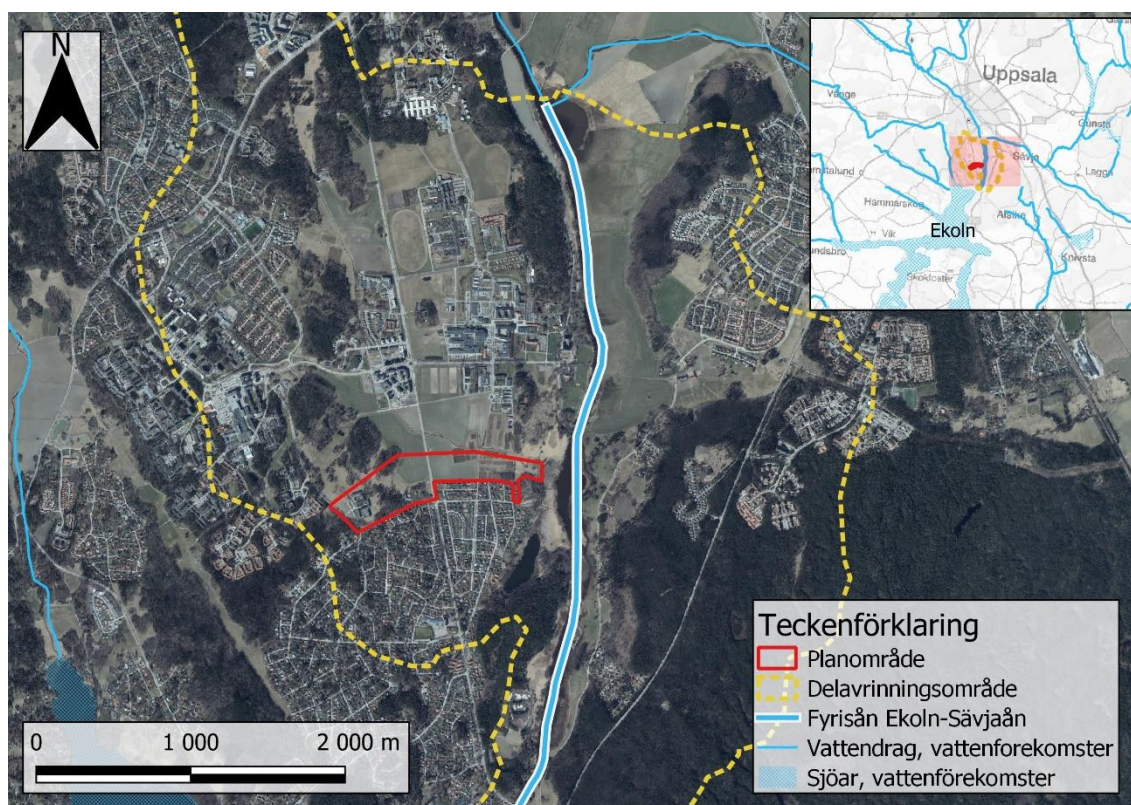 N
Uppsala
Vänge
Gunsta
Sävja
Lagga
Hammarskog
Alsike
Vik
Ekoln
Knivsta
Skokloster
Teckenförklaring
Planområde
Delavrinningsområde
Fyrisån Ekoln-Sävjaån
Vattendrag, vattenforekomster
Sjöar, vattenförekomster
0 1 000 2 000 m